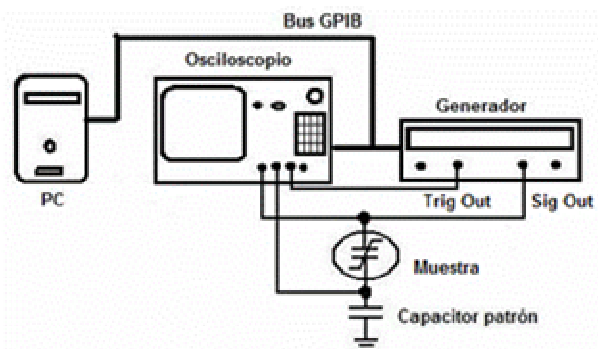 Bus GPIB
Osciloscopio
Generador
PC
Trig Out
Sig Out
Muestra
Capacitor patrón